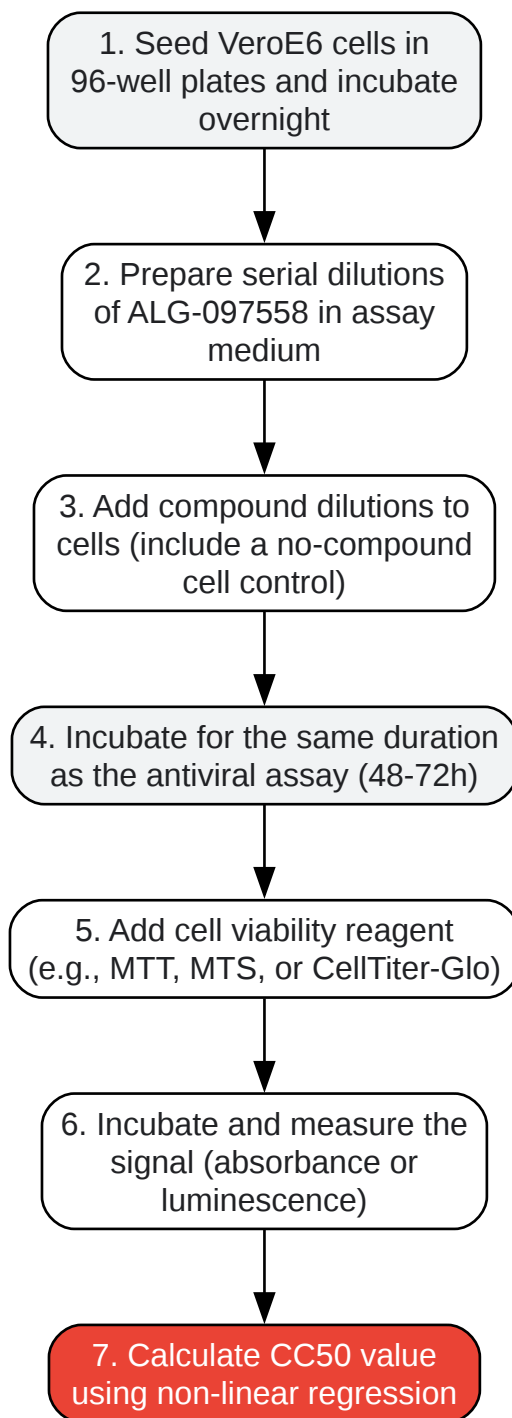 1. Seed VeroE6 cells in
96-well plates and incubate
overnight
2. Prepare serial dilutions
of ALG-097558 in assay
medium
3. Add compound dilutions to
cells (include a no-compound
cell control)
4. Incubate for the same duration
as the antiviral assay (48-72h)
5. Add cell viability reagent
(e.g., MTT, MTS, or CellTiter-Glo)
6. Incubate and measure the
signal (absorbance or
luminescence)
7. Calculate CC50 value
using non-linear regression